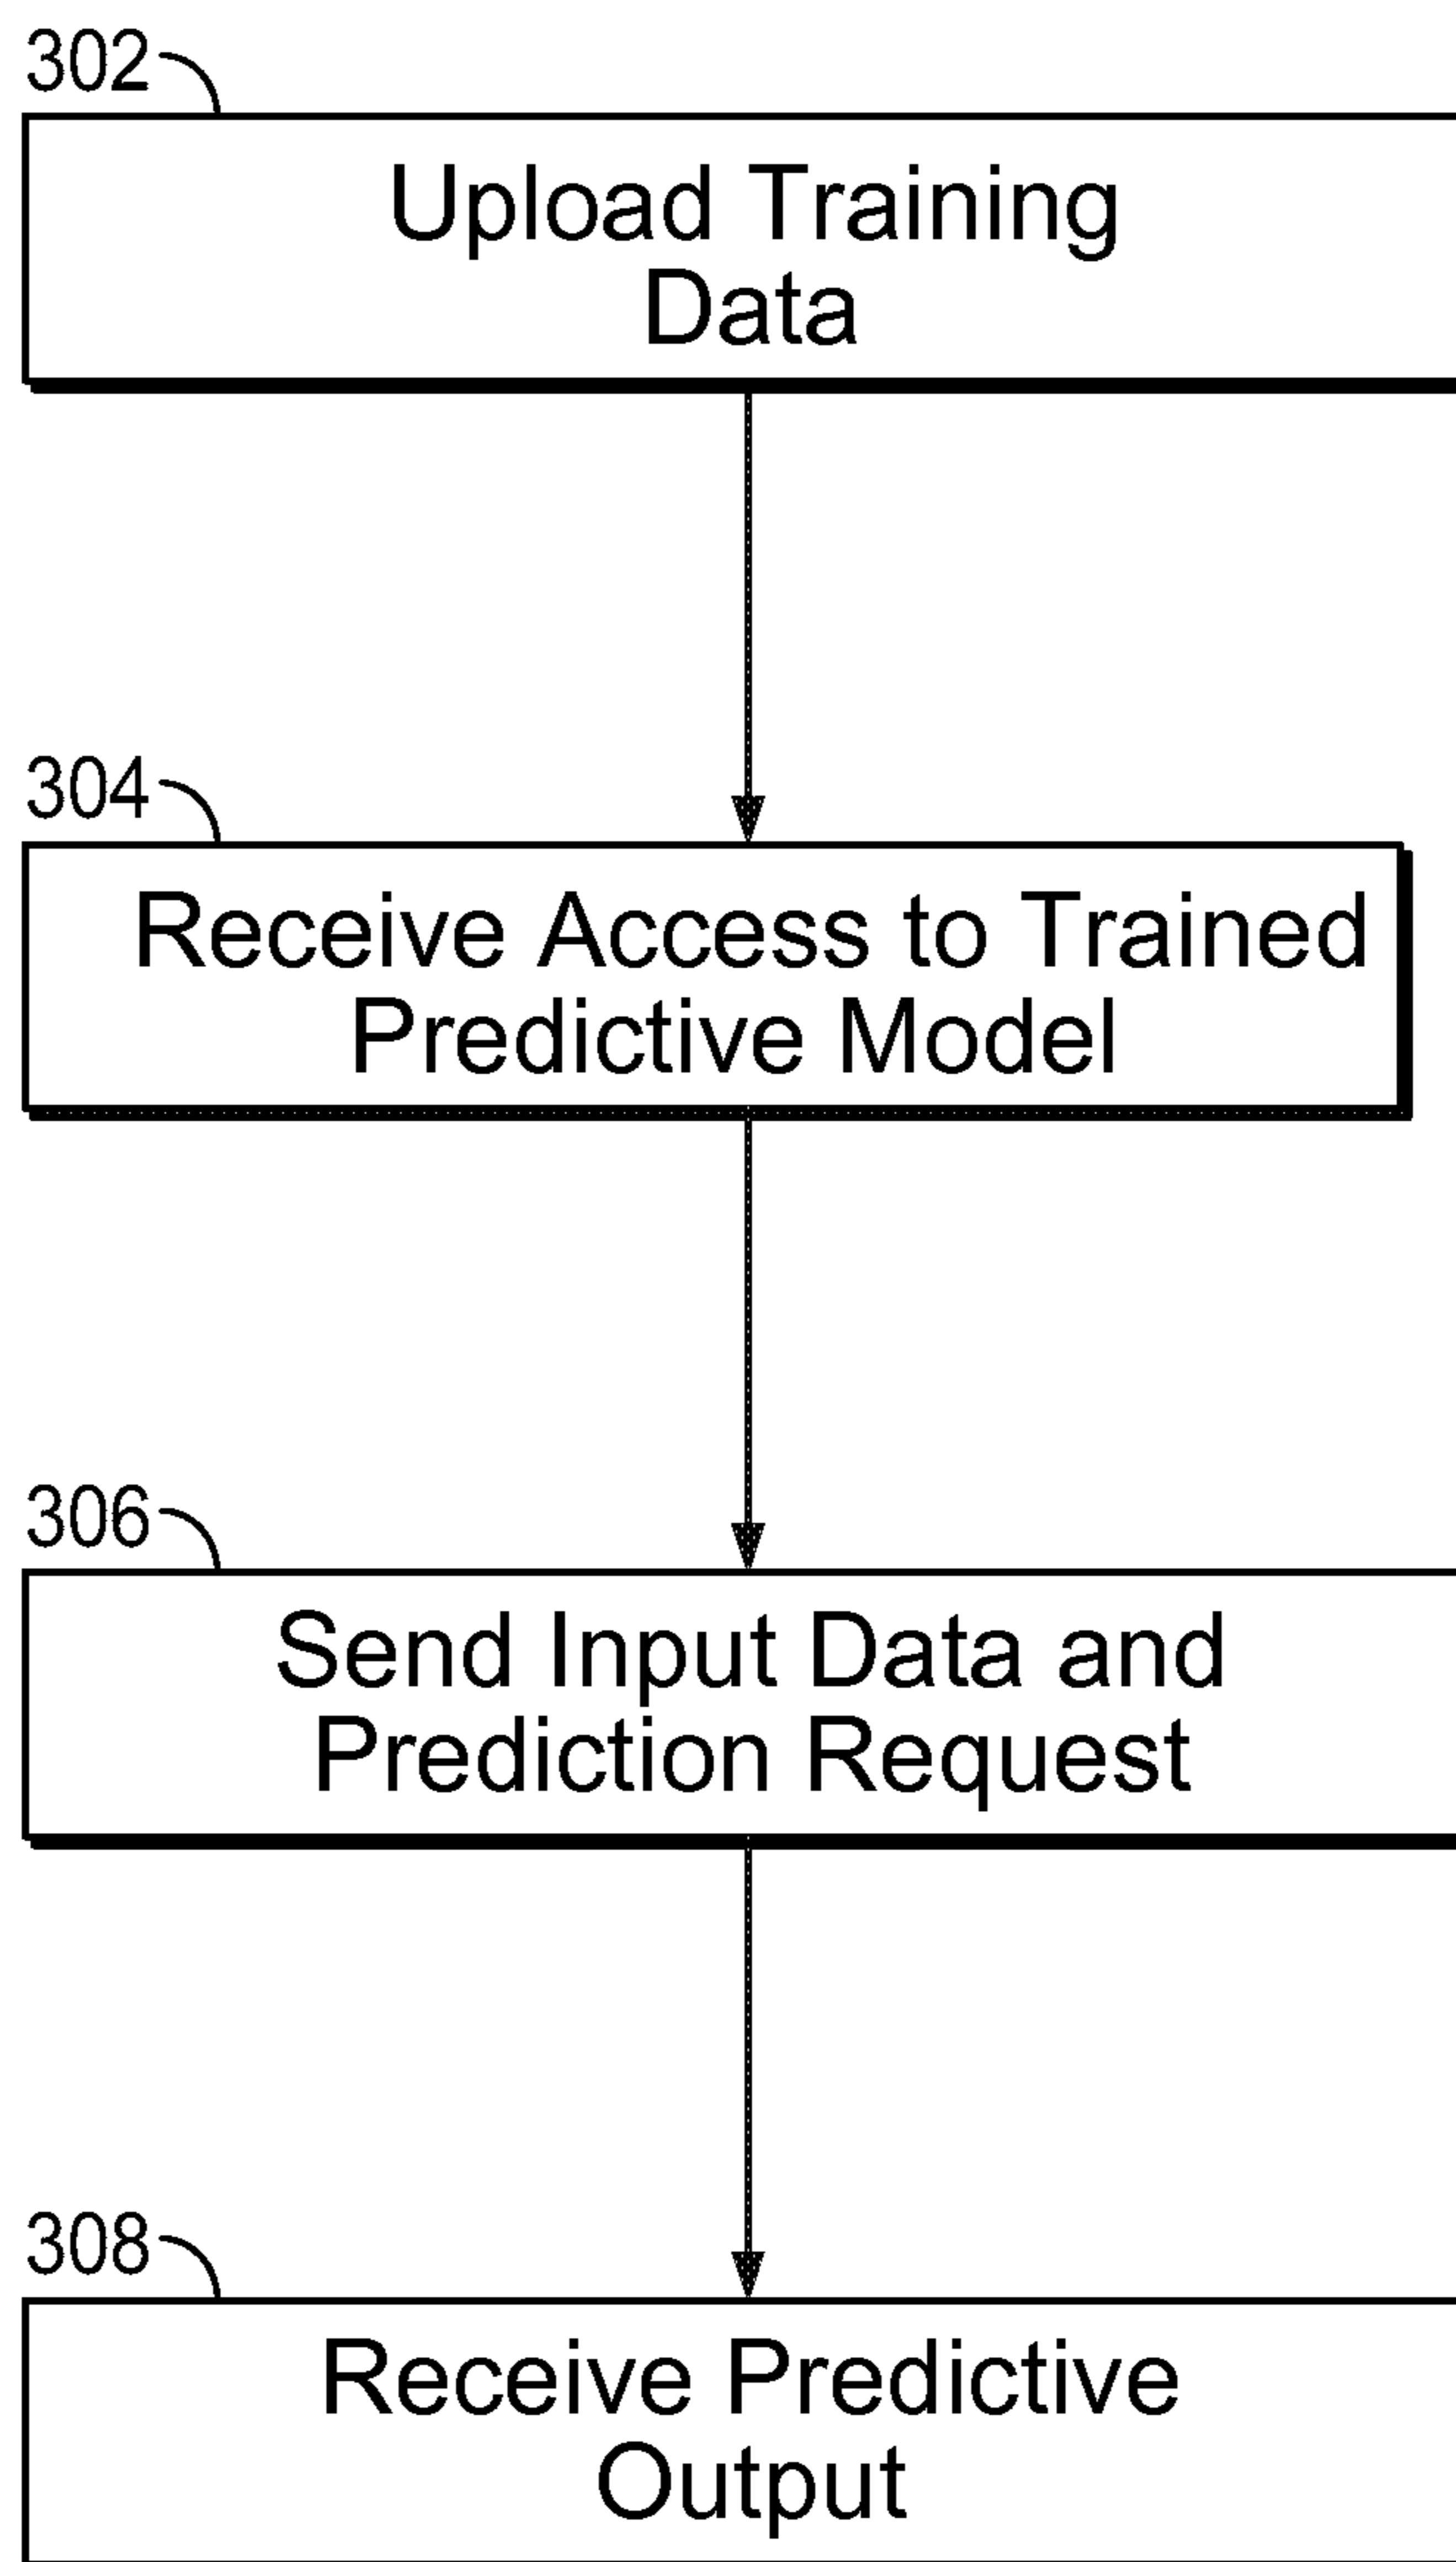 302
Upload Training
Data
304
Receive Access to Trained
Predictive Model
306
Send Input Data and
Prediction Request
308
Receive Predictive
Output